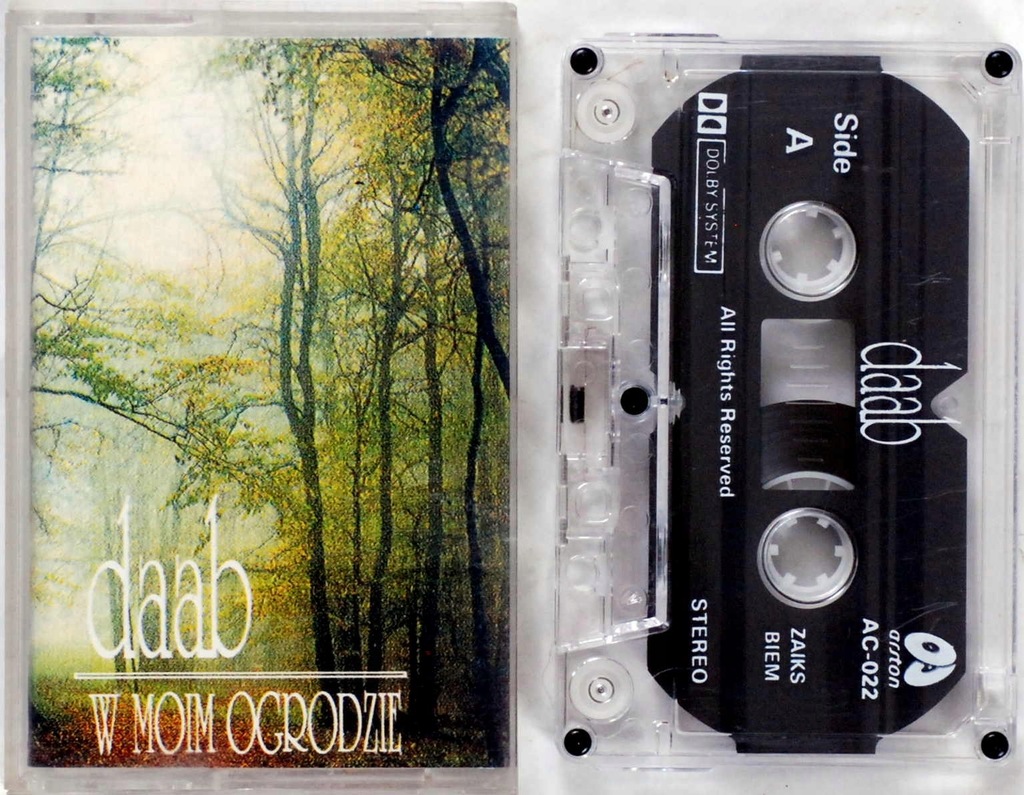 daab
W MOIM OGRODZIE
Side
A
DOLBY SYSTEM
All Rights Reserved
daab
STEREO
ZAIKS
BIEM
arston
AC-022